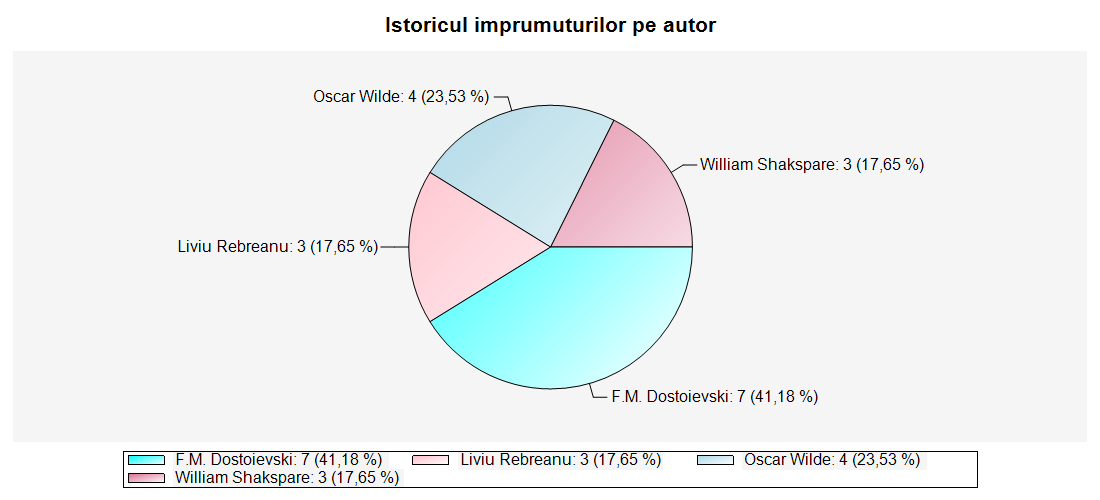 Istoricul imprumuturilor pe autor
Oscar Wilde: 4 (23,53 %)
William Shakspare: 3 (17,65 %)
Liviu Rebreanu: 3 (17,65 %)
F.M. Dostoievski: 7 (41,18 %)
F.M. Dostoievski: 7 (41,18 %) Liviu Rebreanu: 3 (17,65 %) Oscar Wilde: 4 (23,53 %)
William Shakspare: 3 (17,65 %)